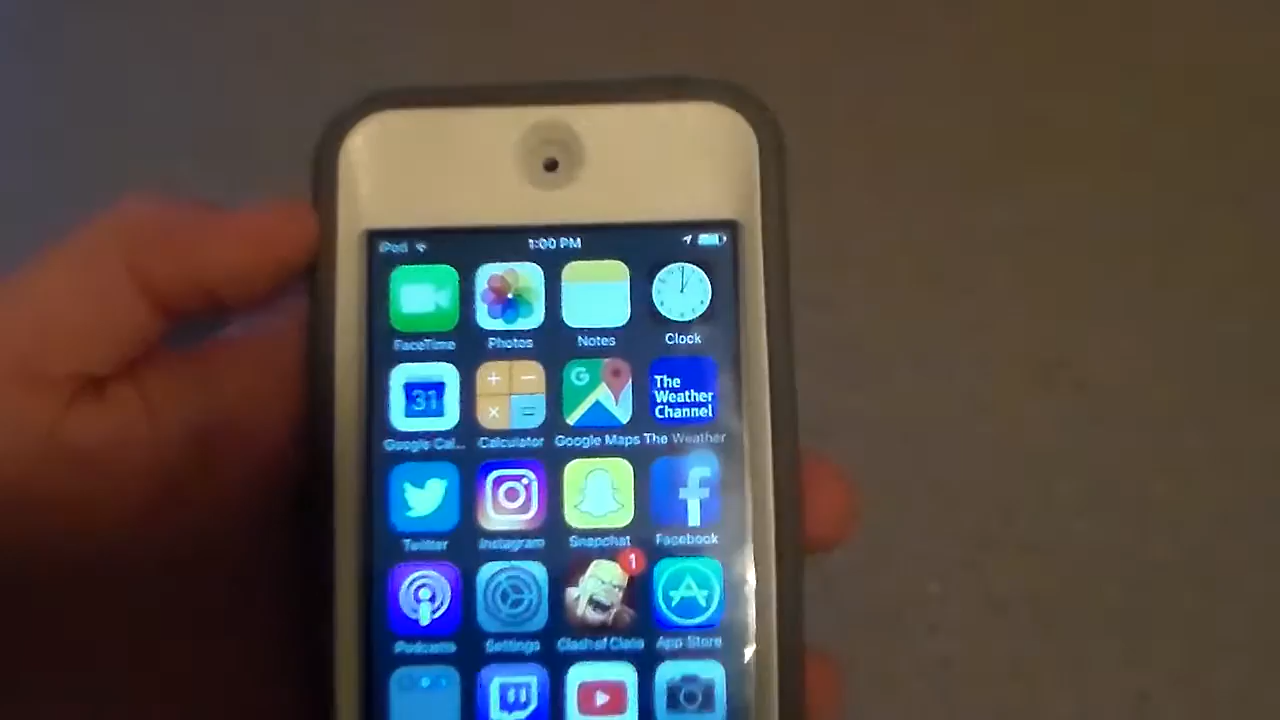 iPod 1:00 PM
FaceTime Photos Notes Clock
31 G The
Weather
Channel
Google Cal... Calculator Google Maps The Weather
Twitter Instagram Snapchat Facebook
1
Podcasts Settings Clash of Clans App Store